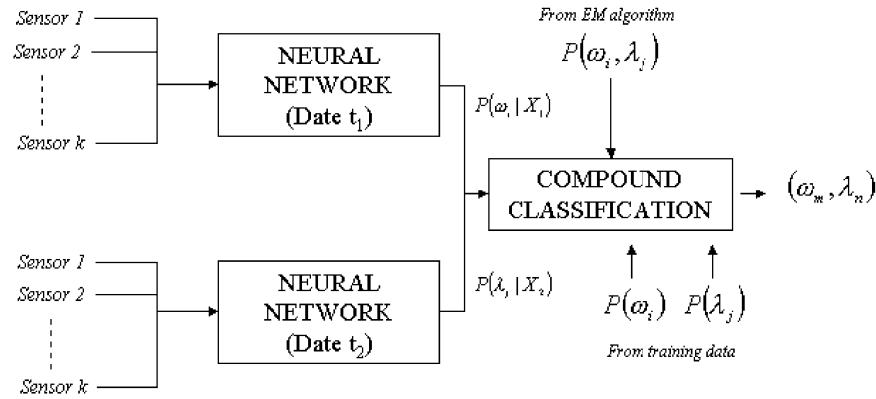 Sensor 1
Sensor 2
Sensor k
NEURAL
NETWORK
(Date t₁)
P(ωᵢ | X₁)
From EM algorithm
P(ωᵢ, λⱼ)
COMPOUND
CLASSIFICATION
(ωₘ, λₙ)
Sensor 1
Sensor 2
Sensor k
NEURAL
NETWORK
(Date t₂)
P(λⱼ | X₂)
P(ωᵢ) P(λⱼ)
From training data